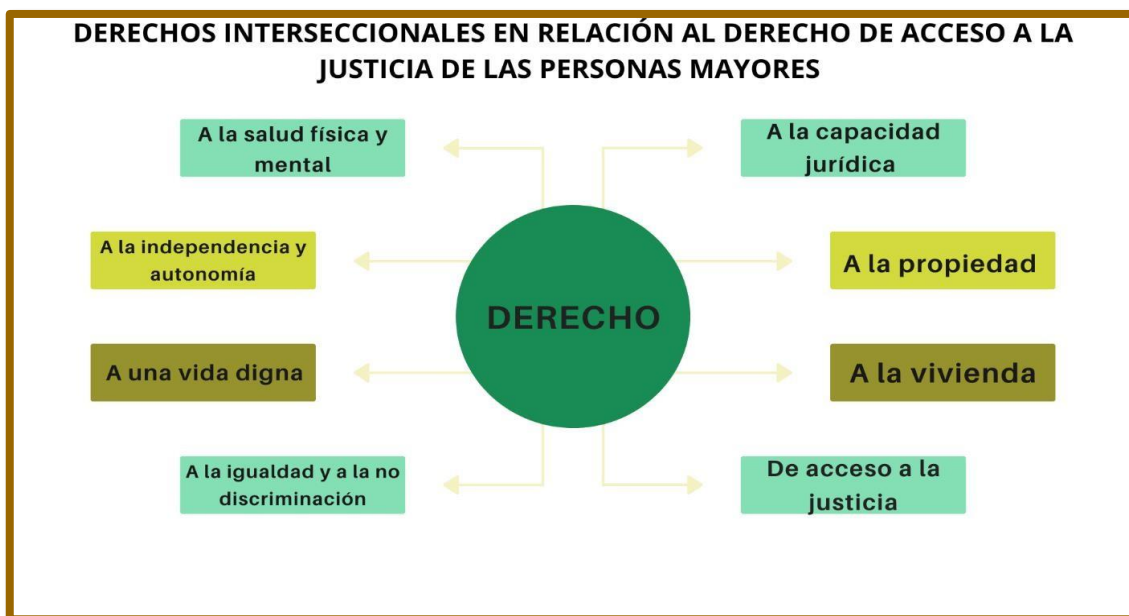 DERECHOS INTERSECCIONALES EN RELACIÓN AL DERECHO DE ACCESO A LA
JUSTICIA DE LAS PERSONAS MAYORES
A la salud física y
mental
A la capacidad
jurídica
A la independencia y
autonomía
A la propiedad
DERECHO
A una vida digna
A la vivienda
A la igualdad y a la no
discriminación
De acceso a la
justicia